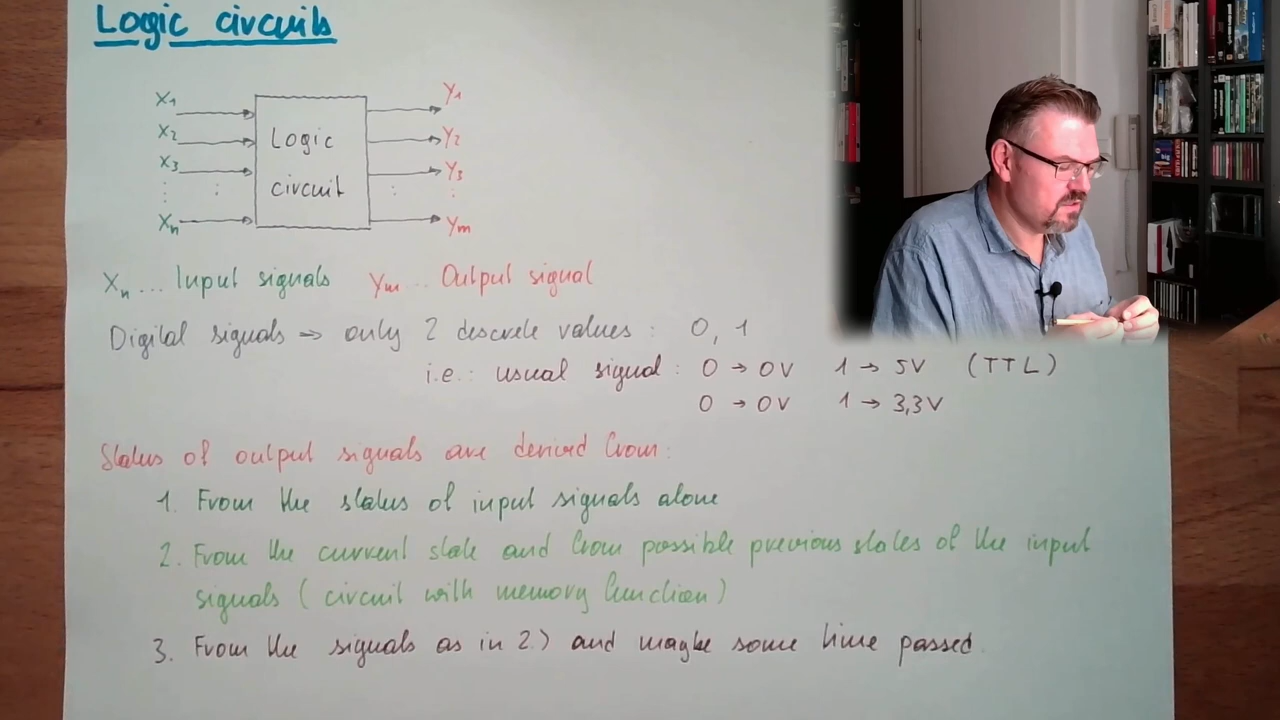 Logic circuits
X1
X2
X3
Xn
Logic
circuit
Y1
Y2
Y3
Ym
Xn ... Input signals Ym .. Output signal
Digital signals ⇒ only 2 descrete values : 0, 1
i.e.: usual signal : 0 → 0V 1 → 5V (TTL)
0 → 0V 1 → 3,3V
States of output signals are derived from:
1. From the status of input signals alone
2. From the current state and from possible previous states of the input
signals ( circuit with memory function )
3. From the signals as in 2.) and maybe some time passed.